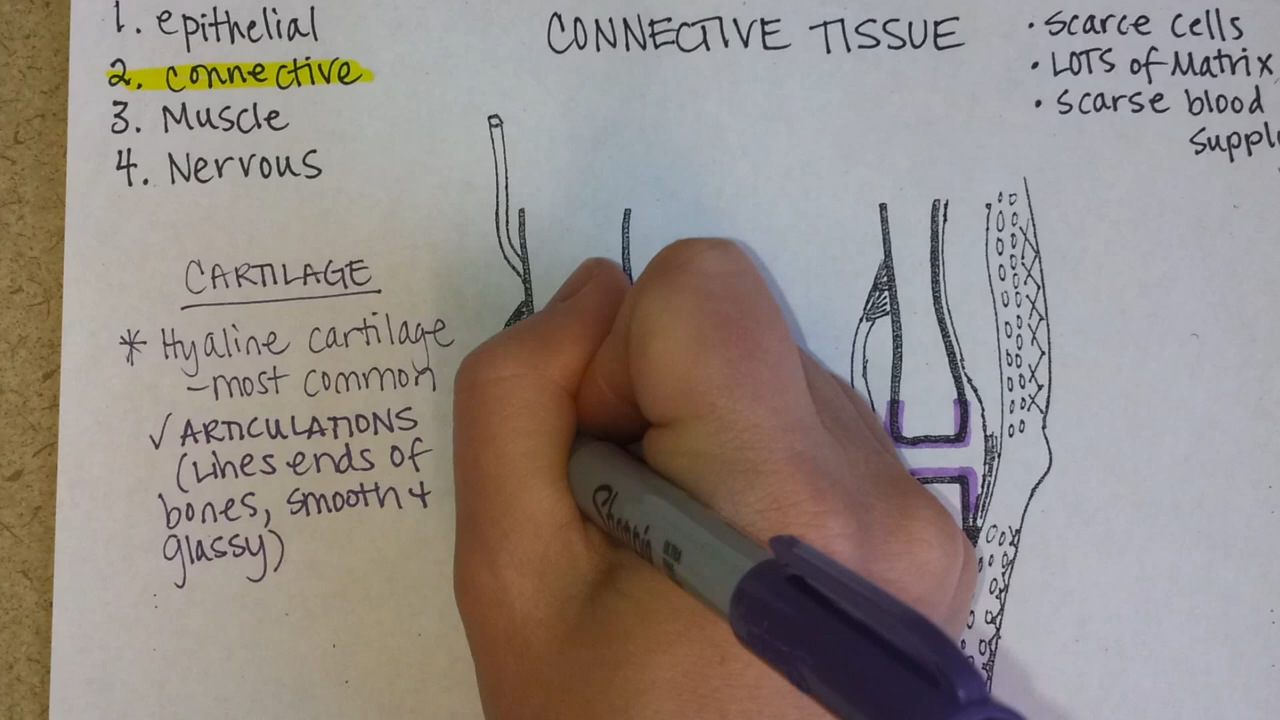 1. epithelial
2. connective
3. Muscle
4. Nervous
CONNECTIVE TISSUE
• scarce cells
• LOTS of Matrix
• scarse blood
CARTILAGE
* Hyaline cartilage
- most common
✓ ARTICULATIONS
(Lines ends of
bones, smooth +
glassy)
Sharpie